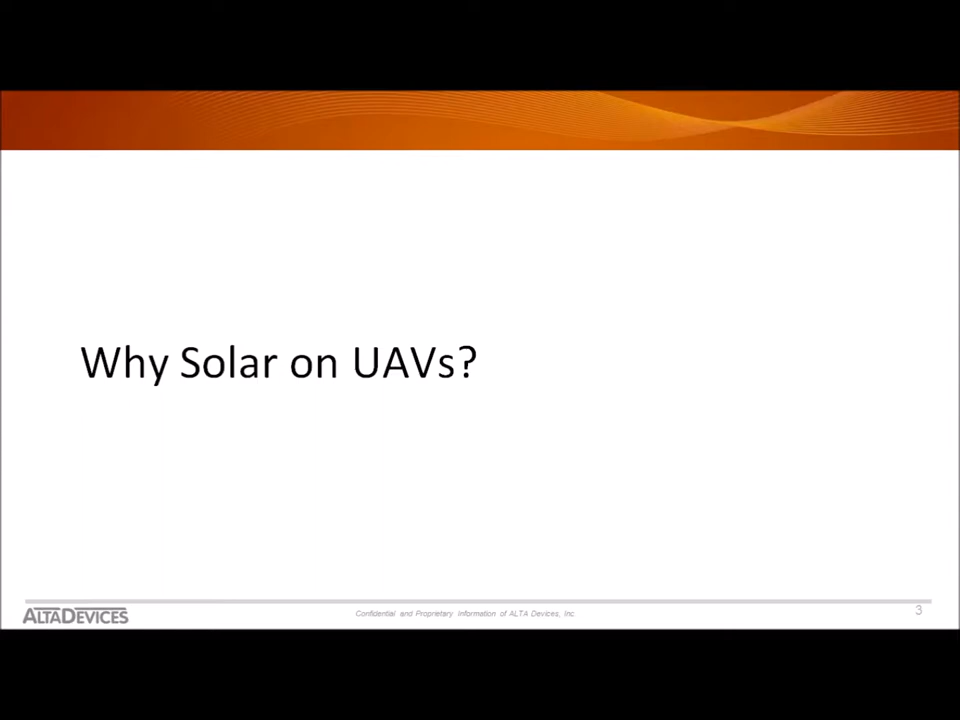 Why Solar on UAVs?
ALTADEVICES
Confidential and Proprietary Information of ALTA Devices, Inc.
3